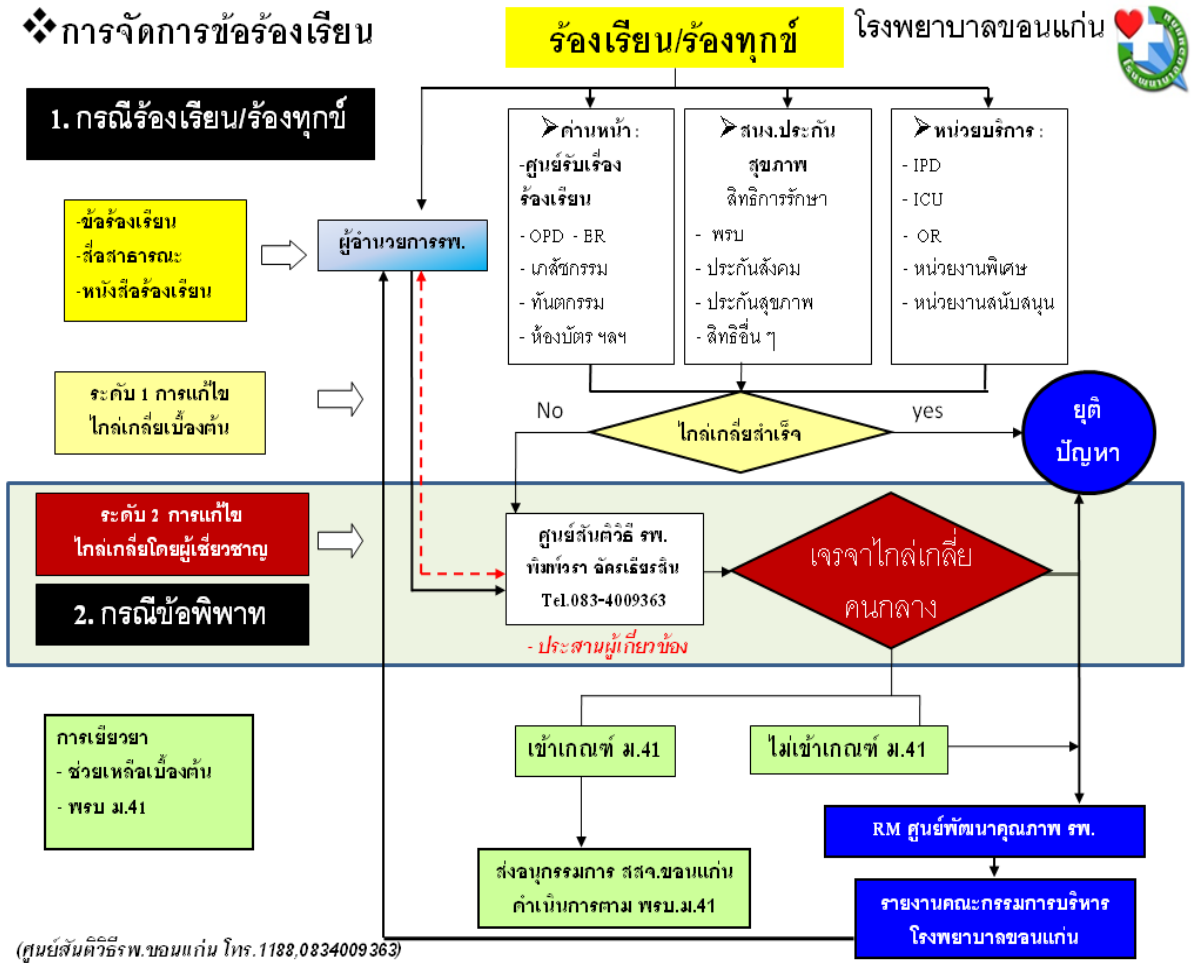 ❖การจัดการข้อร้องเรียน
ร้องเรียน/ร้องทุกข์
โรงพยาบาลขอนแก่น
1. กรณีร้องเรียน/ร้องทุกข์
➢ด่านหน้า :
-ศูนย์รับเรื่อง
ร้องเรียน
- OPD - ER
- เภสัชกรรม
- ทันตกรรม
- ห้องบัตร ฯลฯ
➢สนง.ประกัน
สุขภาพ
สิทธิการรักษา
- พรบ
- ประกันสังคม
- ประกันสุขภาพ
- สิทธิอื่น ๆ
➢หน่วยบริการ :
- IPD
- ICU
- OR
- หน่วยงานพิเศษ
- หน่วยงานสนับสนุน
-ข้อร้องเรียน
-สื่อสาธารณะ
-หนังสือร้องเรียน
ผู้อำนวยการรพ.
ระดับ 1 การแก้ไข
ไกล่เกลี่ยเบื้องต้น
No
ไกล่เกลี่ยสำเร็จ
yes
ยุติ
ปัญหา
ระดับ 2 การแก้ไข
ไกล่เกลี่ยโดยผู้เชี่ยวชาญ
2. กรณีข้อพิพาท
ศูนย์สันติวิธี รพ.
พิมพ์วรา อัครเธียรสิน
Tel.083-4009363
- ประสานผู้เกี่ยวข้อง
เจรจาไกล่เกลี่ย
คนกลาง
การเยียวยา
- ช่วยเหลือเบื้องต้น
- พรบ ม.41
เข้าเกณฑ์ ม.41
ไม่เข้าเกณฑ์ ม.41
RM ศูนย์พัฒนาคุณภาพ รพ.
ส่งอนุกรรมการ สสจ.ขอนแก่น
ดำเนินการตาม พรบ.ม.41
รายงานคณะกรรมการบริหาร
โรงพยาบาลขอนแก่น
(ศูนย์สันติวิธีรพ.ขอนแก่น โทร.1188,0834009363)